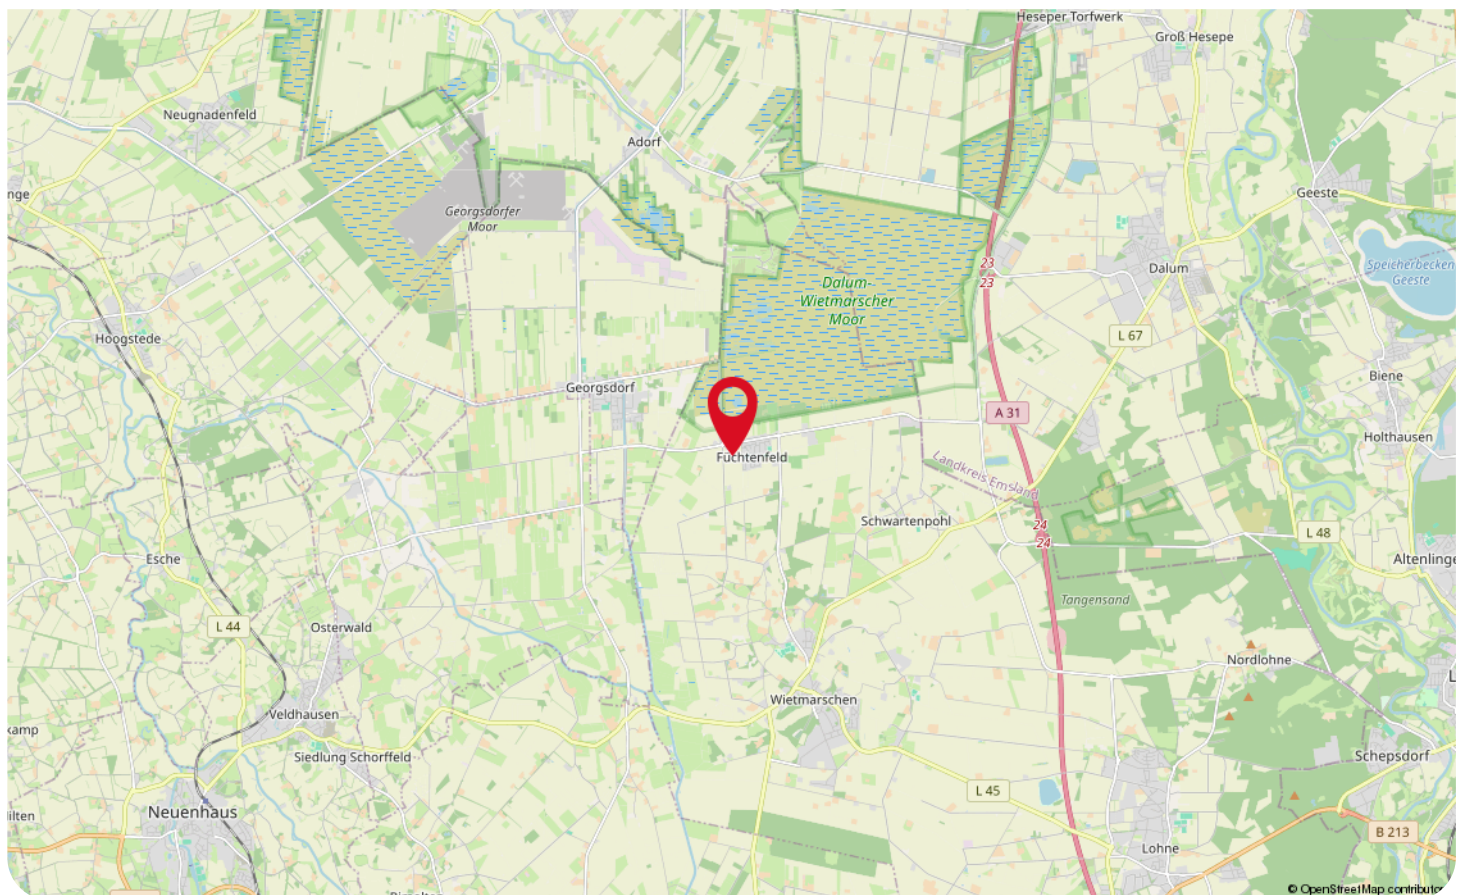 Heseper Torfwerk
Groß Hesepe
Neugnadenfeld
Adorf
Geeste
nge
Georgsdorfer
Moor
23
23
Dalum
Speicherbecken
Geeste
Dalum-
Wietmarscher
Moor
Hoogstede
L 67
Georgsdorf
Biene
A 31
Holthausen
Füchtenfeld
Landkreis Emsland
Schwartenpohl
24
24
L 48
Esche
Altenlinge
Tangensand
L 44
Osterwald
Nordlohne
L
Wietmarschen
Veldhausen
kamp
Siedlung Schorffeld
Schepsdorf
L 45
Neuenhaus
ilten
B 213
Lohne
© OpenStreetMap contributo